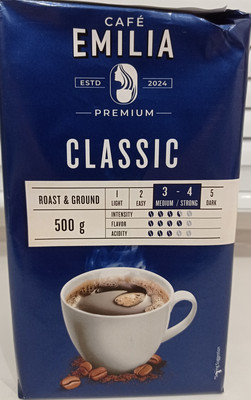 CAFÉ
EMILIA
ESTD 2024
PREMIUM
CLASSIC
ROAST & GROUND
500 g
1 2 3 - 4 5
LIGHT EASY MEDIUM / STRONG DARK
INTENSITY
FLAVOR
ACIDITY